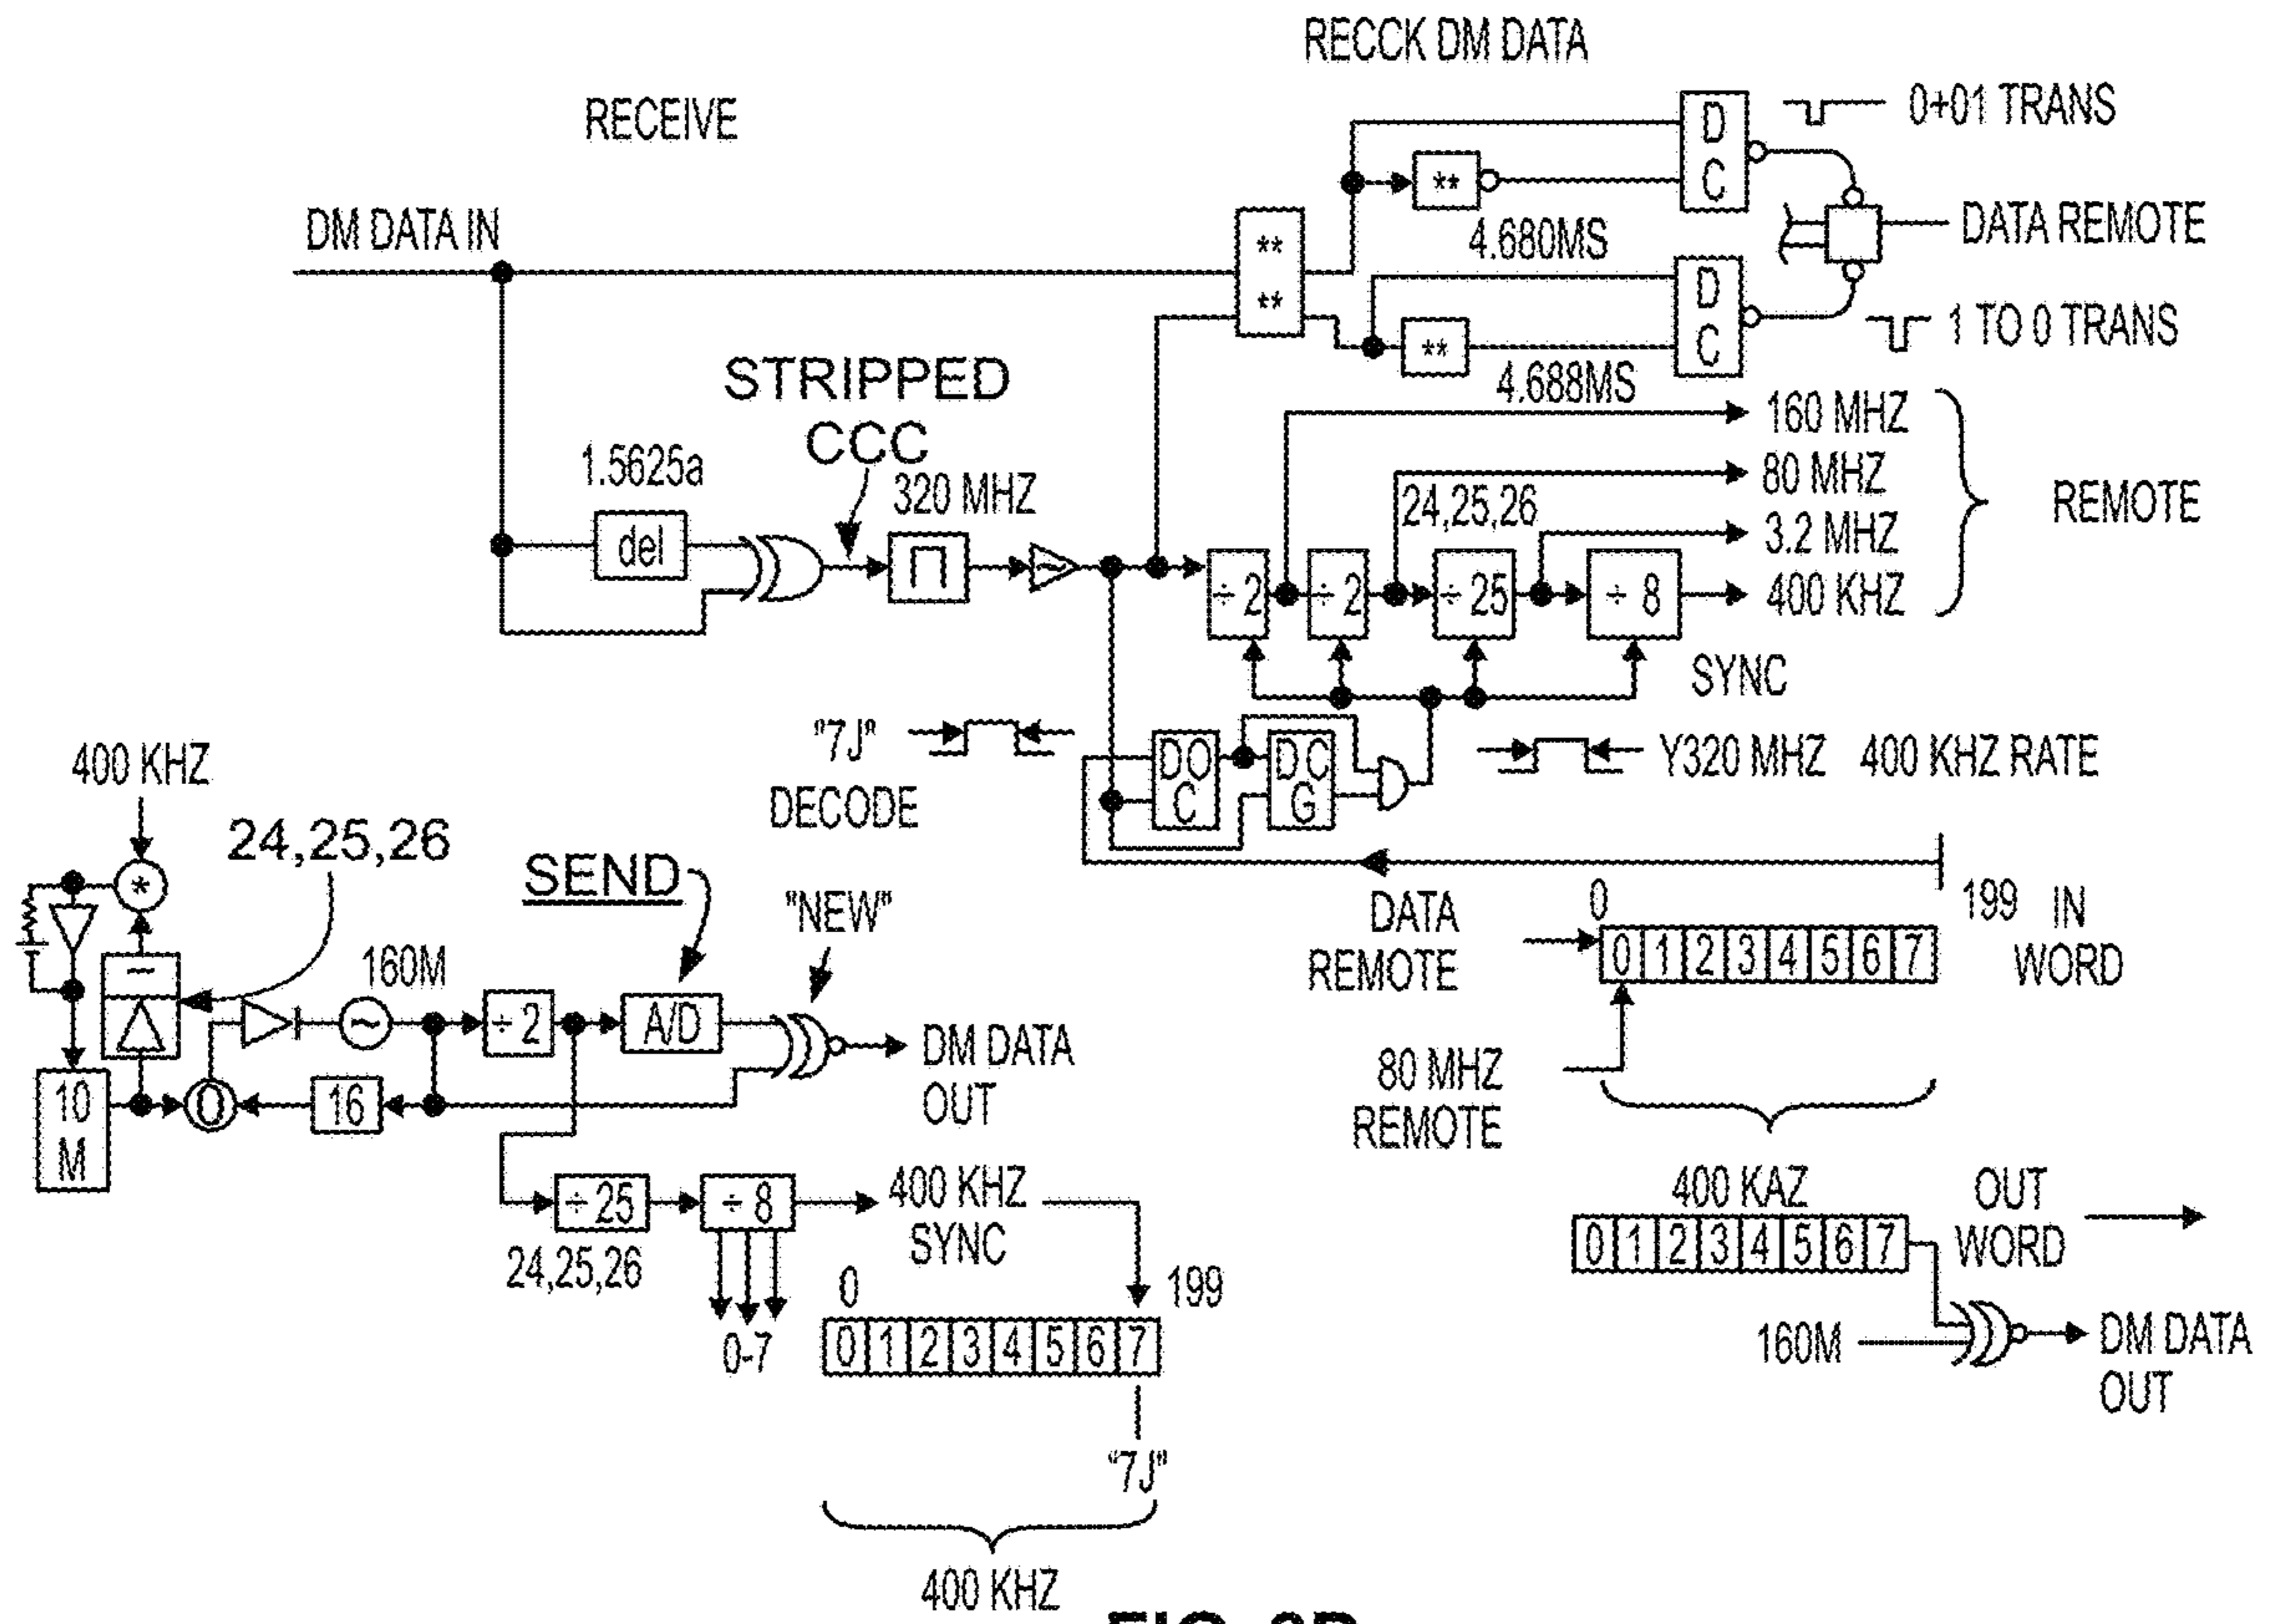 RECCK DM DATA
RECEIVE
D
C
0+01 TRANS
**
4.680MS
DM DATA IN
**
**
DATA REMOTE
D
C
1 TO 0 TRANS
**
4.688MS
STRIPPED
CCC
1.5625a
del
320 MHZ
160 MHZ
80 MHZ
24,25,26
3.2 MHZ
400 KHZ
REMOTE
÷ 2
÷ 2
÷ 25
÷ 8
SYNC
"7J"
DECODE
D O
C
D C
G
Y320 MHZ 400 KHZ RATE
400 KHZ
*
24,25,26
SEND
"NEW"
160M
÷ 2
A/D
DM DATA
OUT
10
M
16
÷ 25
24,25,26
÷ 8
0-7
400 KHZ
SYNC
0
199
0 1 2 3 4 5 6 7
"7J"
400 KHZ
DATA
REMOTE
0
199 IN
WORD
0 1 2 3 4 5 6 7
80 MHZ
REMOTE
400 KAZ
OUT
WORD
0 1 2 3 4 5 6 7
160M
DM DATA
OUT